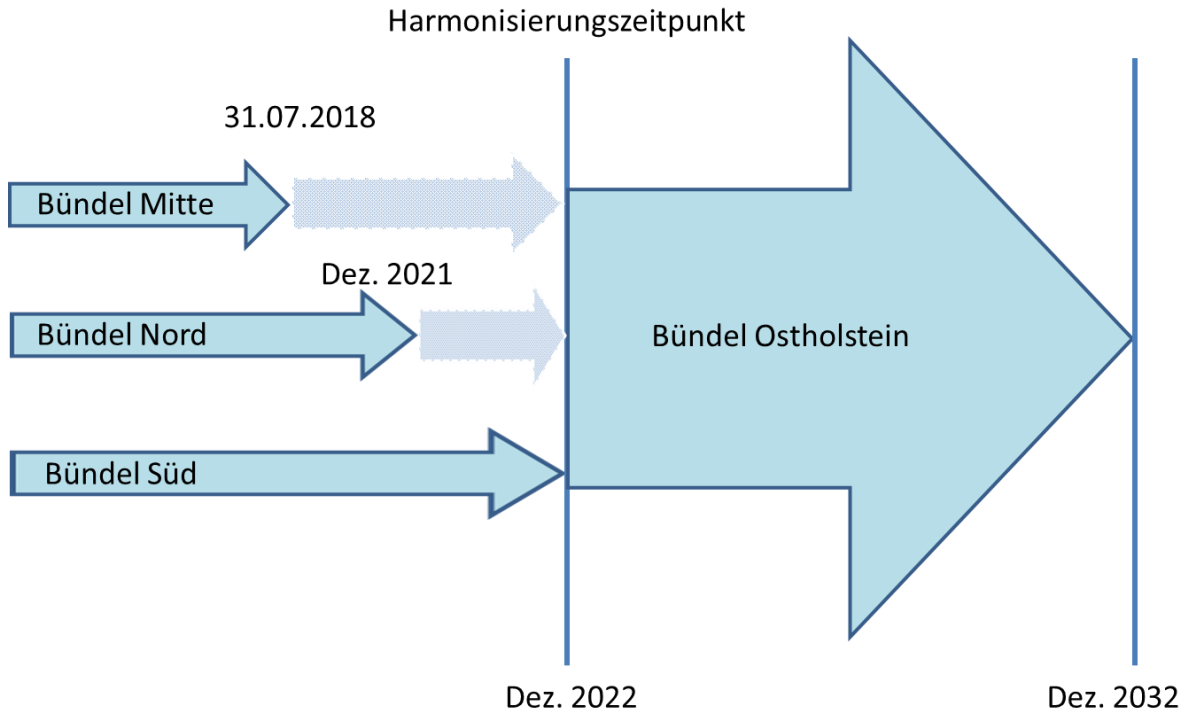 Harmonisierungszeitpunkt
31.07.2018
Bündel Mitte
Dez. 2021
Bündel Nord
Bündel Ostholstein
Bündel Süd
Dez. 2022
Dez. 2032